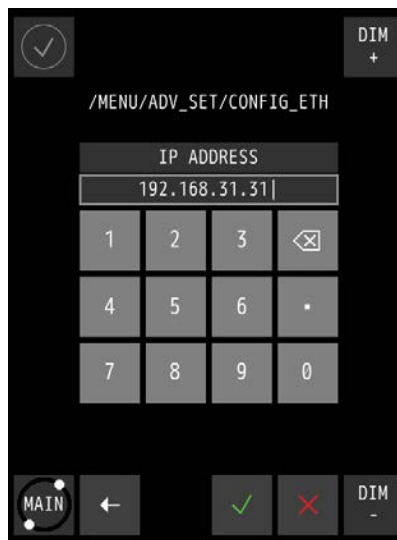 DIM
+
/MENU/ADV_SET/CONFIG_ETH
IP ADDRESS
192.168.31.31
1 2 3
4 5 6 .
7 8 9 0
MAIN
DIM
-